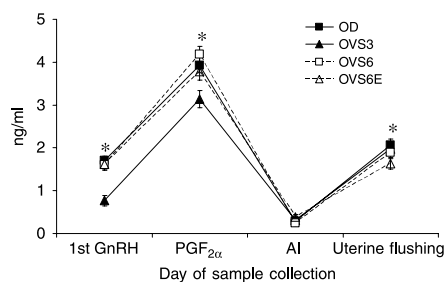 5
4
3
2
1
0
ng/ml
*
*
*
OD
OVS3
OVS6
OVS6E
1st GnRH PGF2α AI Uterine flushing
Day of sample collection